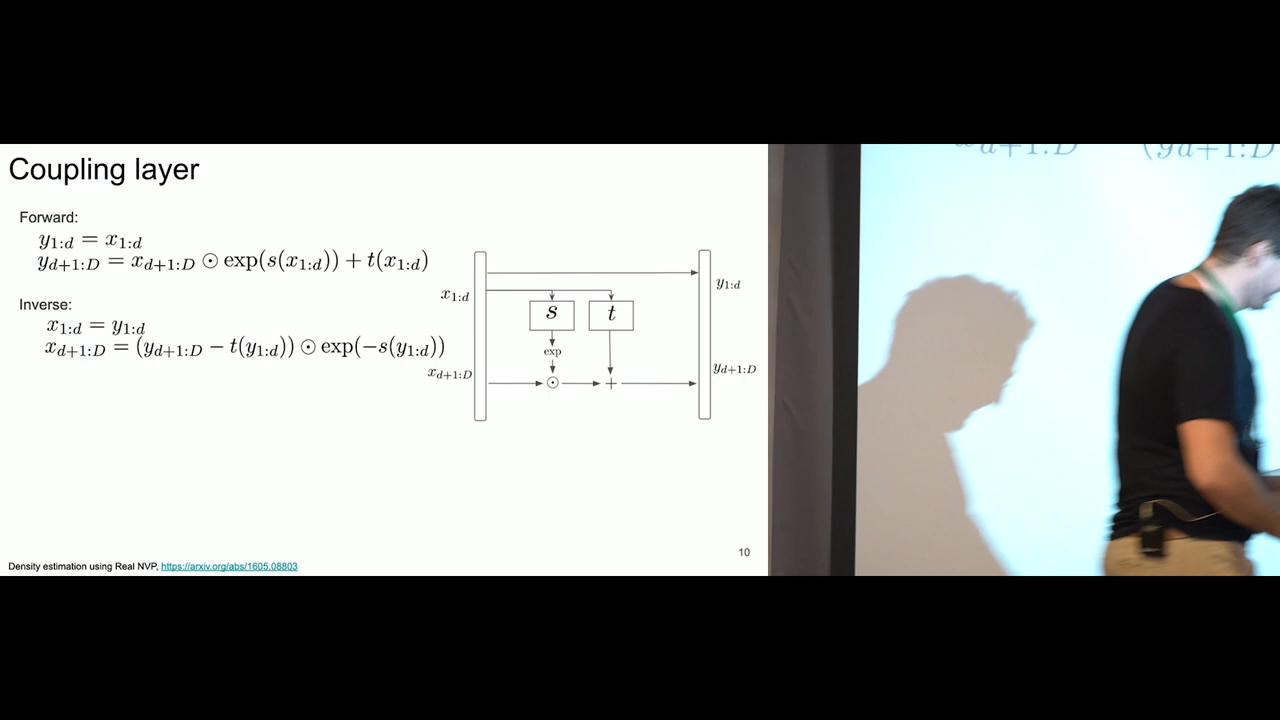 Coupling layer
Forward:
y_{1:d} = x_{1:d}
y_{d+1:D} = x_{d+1:D} ⊙ exp(s(x_{1:d})) + t(x_{1:d})
Inverse:
x_{1:d} = y_{1:d}
x_{d+1:D} = (y_{d+1:D} − t(y_{1:d})) ⊙ exp(−s(y_{1:d}))
x_{1:d}
s
t
y_{1:d}
exp
x_{d+1:D}
⊙
+
y_{d+1:D}
10
Density estimation using Real NVP, https://arxiv.org/abs/1605.08803
(y_{d+1:D}